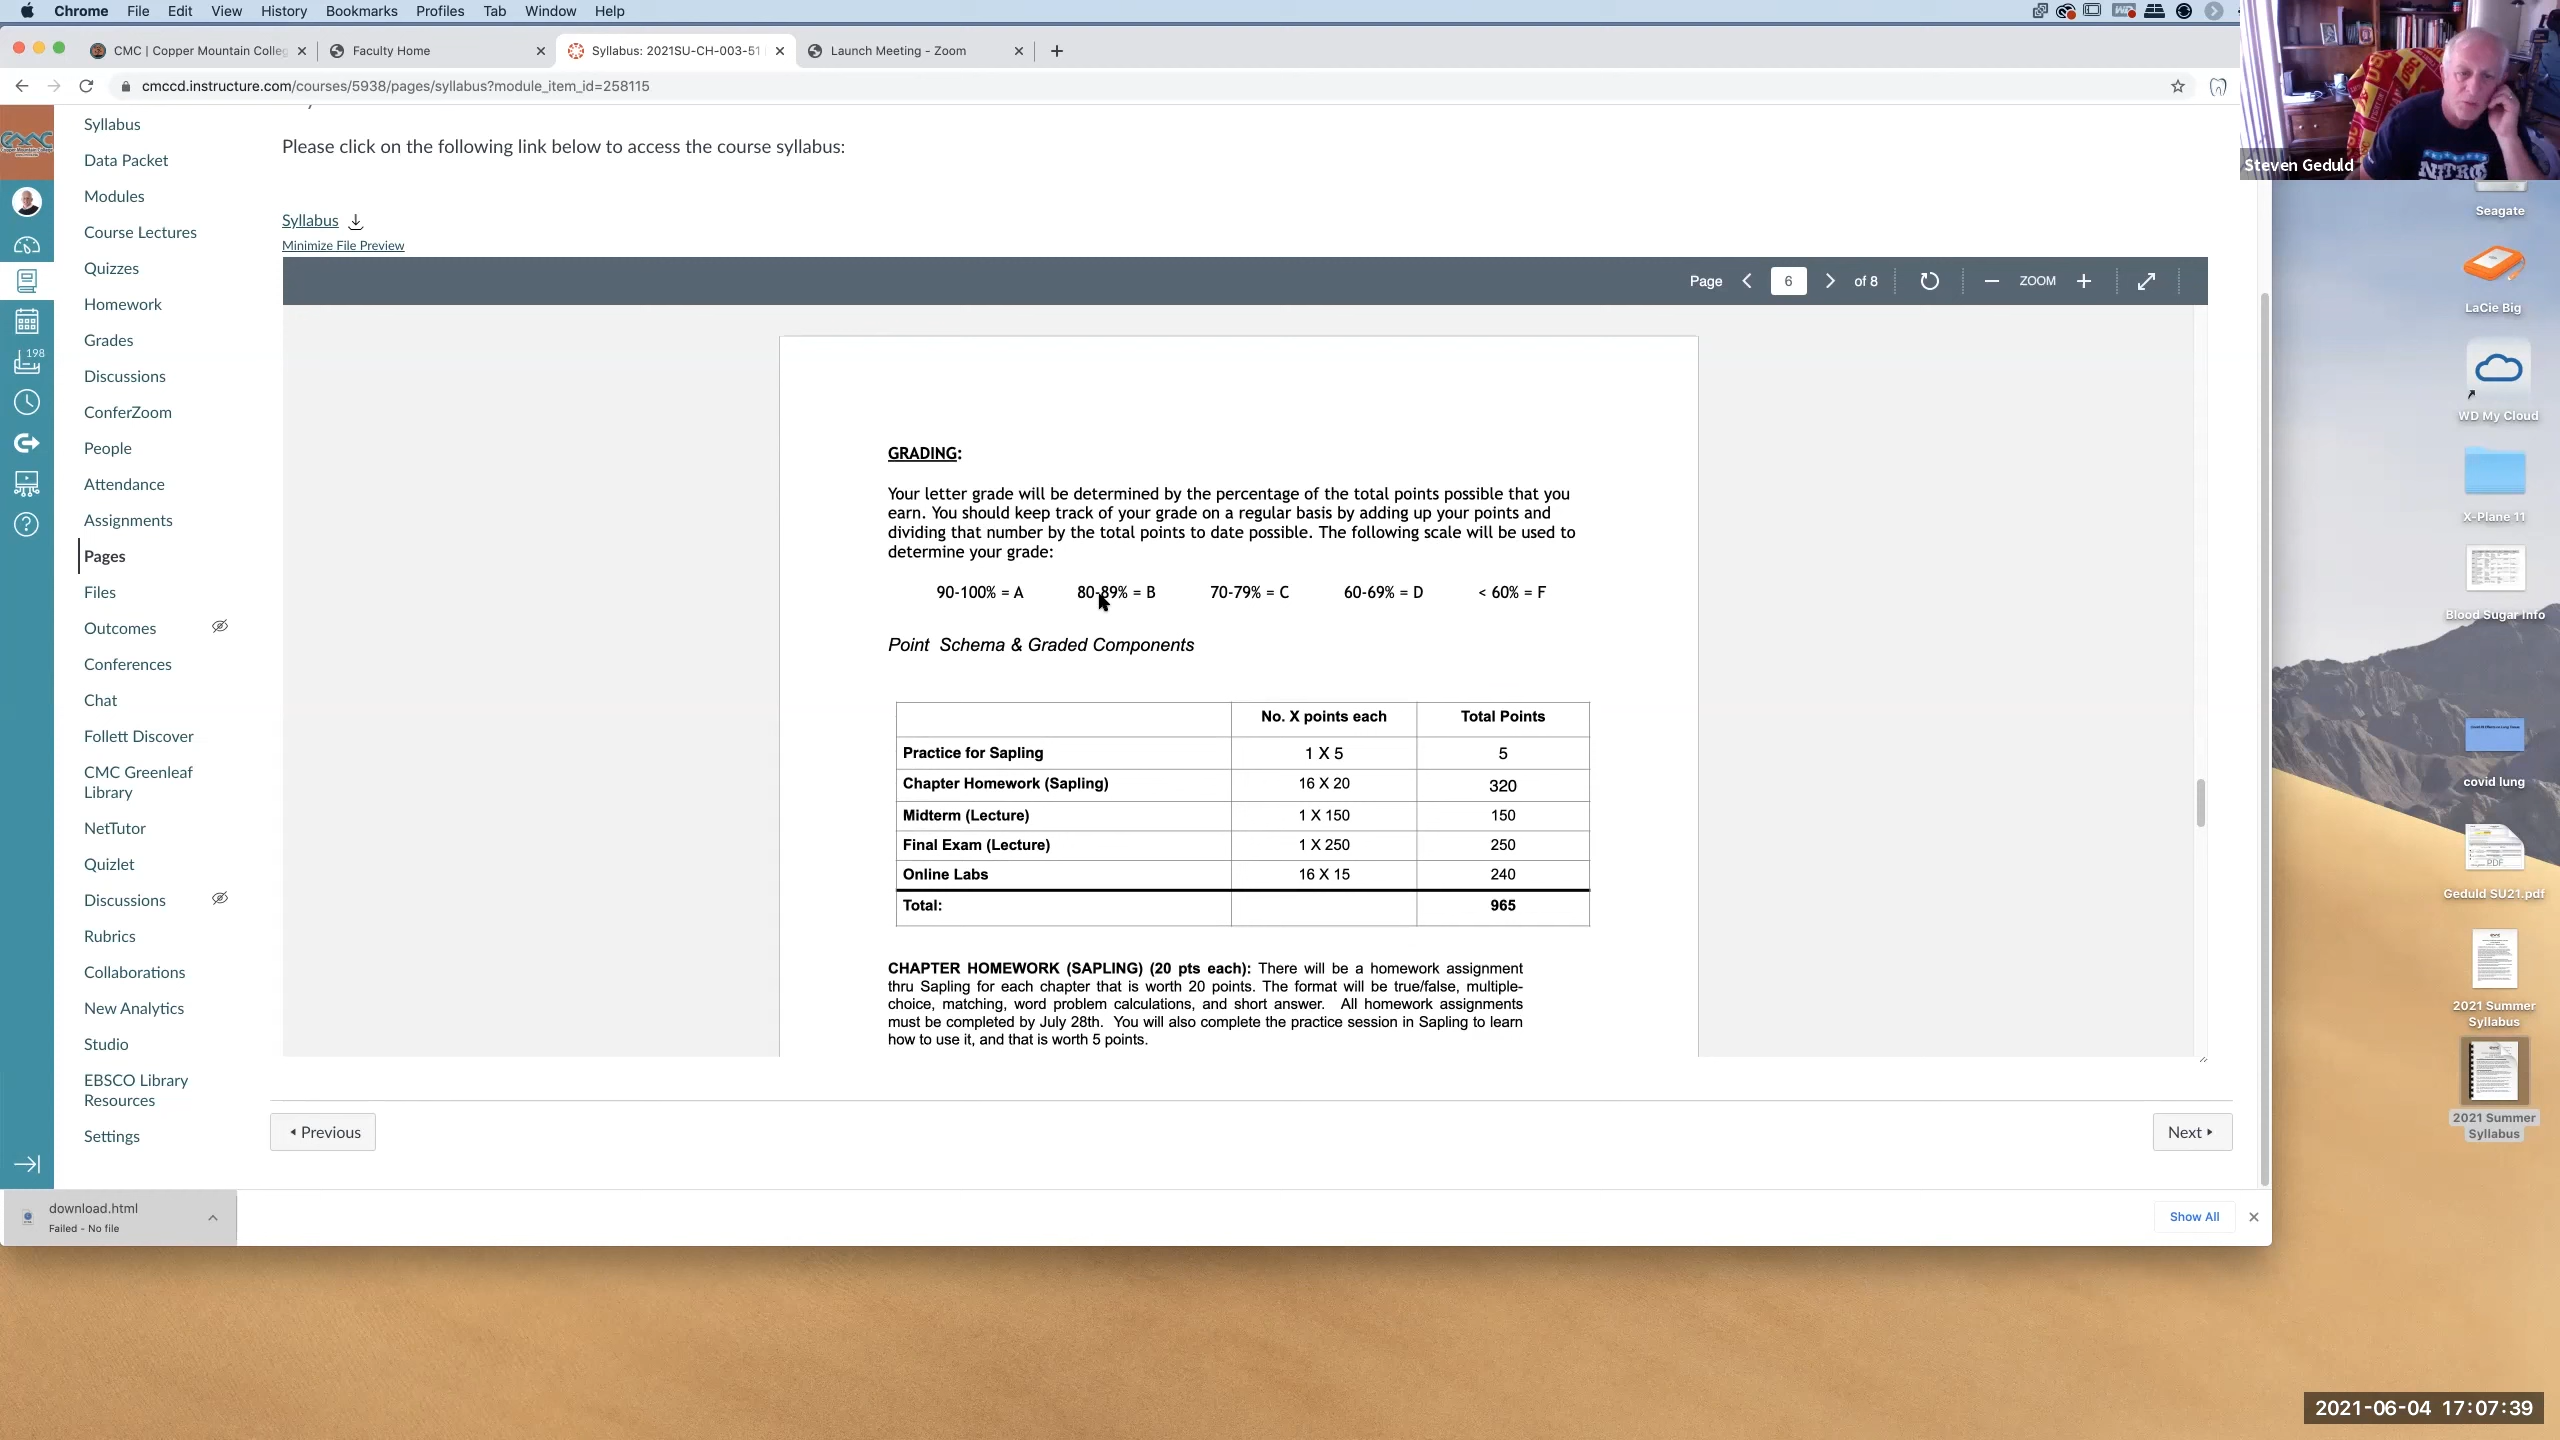 Chrome File Edit View History Bookmarks Profiles Tab Window Help
CMC | Copper Mountain Colleg
Faculty Home
Syllabus: 2021SU-CH-003-51
Launch Meeting - Zoom
cmccd.instructure.com/courses/5938/pages/syllabus?module_item_id=258115
Steven Geduld
NITRO
USC
CMC
198
Syllabus
Data Packet
Modules
Course Lectures
Quizzes
Homework
Grades
Discussions
ConferZoom
People
Attendance
Assignments
Pages
Files
Outcomes
Conferences
Chat
Follett Discover
CMC Greenleaf
Library
NetTutor
Quizlet
Discussions
Rubrics
Collaborations
New Analytics
Studio
EBSCO Library
Resources
Settings
Please click on the following link below to access the course syllabus:
Syllabus
Minimize File Preview
Page 6 of 8 ZOOM
GRADING:
Your letter grade will be determined by the percentage of the total points possible that you
earn. You should keep track of your grade on a regular basis by adding up your points and
dividing that number by the total points to date possible. The following scale will be used to
determine your grade:
90-100% = A 80-89% = B 70-79% = C 60-69% = D < 60% = F
Point Schema & Graded Components
No. X points each Total Points
Practice for Sapling 1 X 5 5
Chapter Homework (Sapling) 16 X 20 320
Midterm (Lecture) 1 X 150 150
Final Exam (Lecture) 1 X 250 250
Online Labs 16 X 15 240
Total: 965
CHAPTER HOMEWORK (SAPLING) (20 pts each): There will be a homework assignment
thru Sapling for each chapter that is worth 20 points. The format will be true/false, multiple-
choice, matching, word problem calculations, and short answer. All homework assignments
must be completed by July 28th. You will also complete the practice session in Sapling to learn
how to use it, and that is worth 5 points.
Previous
Next
download.html
Failed - No file
Show All
Seagate
LaCie Big
WD My Cloud
X-Plane 11
Blood Sugar Info
covid lung
PDF
Geduld SU21.pdf
2021 Summer
Syllabus
2021 Summer
Syllabus
2021-06-04 17:07:39